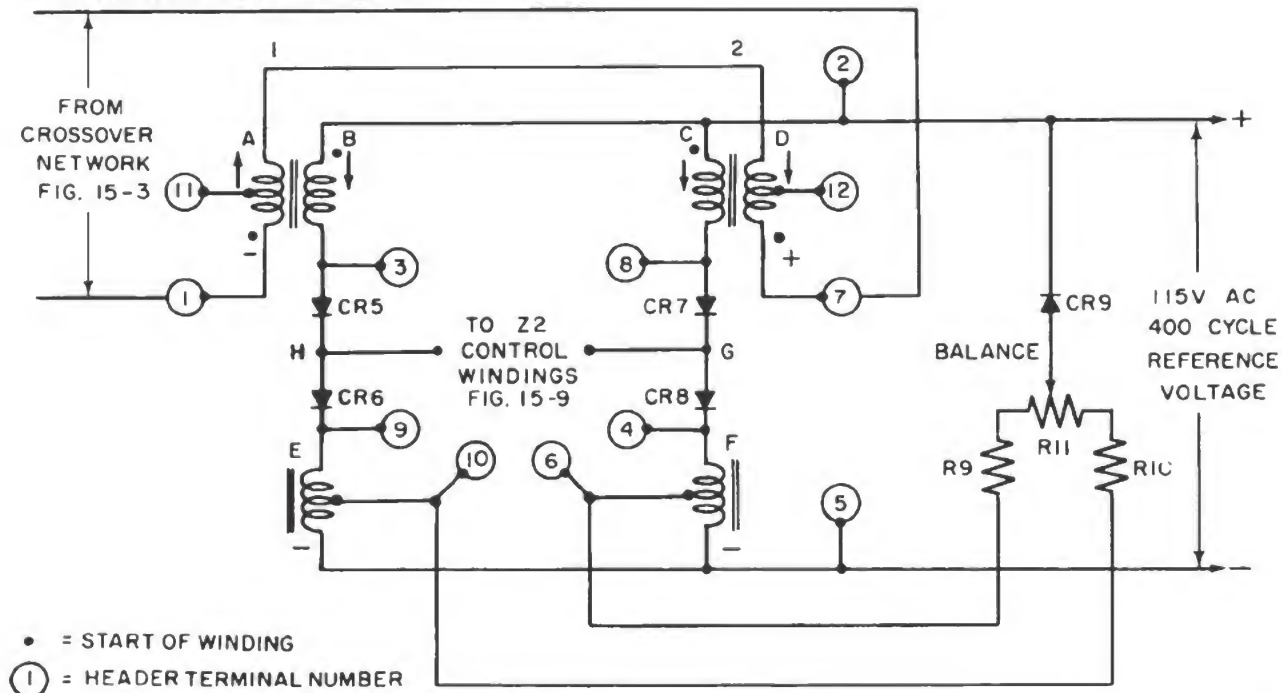 1
2
2
FROM
CROSSOVER
NETWORK
FIG. 15-3
A
B
C
D
+
11
12
-
+
3
8
1
7
CR5
CR7
CR9
115V AC
400 CYCLE
REFERENCE
VOLTAGE
TO Z2
CONTROL
WINDINGS
FIG. 15-9
H
G
BALANCE
CR6
CR8
9
4
E
F
10
6
R11
R9
R10
5
-
-
-
• = START OF WINDING
1 = HEADER TERMINAL NUMBER